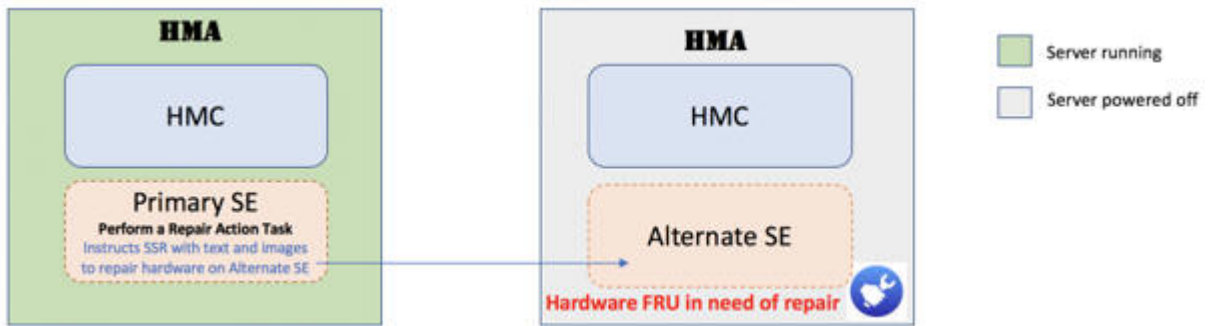 HMA
HMC
Primary SE
Perform a Repair Action Task
Instructs SSR with text and images
to repair hardware on Alternate SE
HMA
HMC
Alternate SE
Hardware FRU in need of repair
Server running
Server powered off